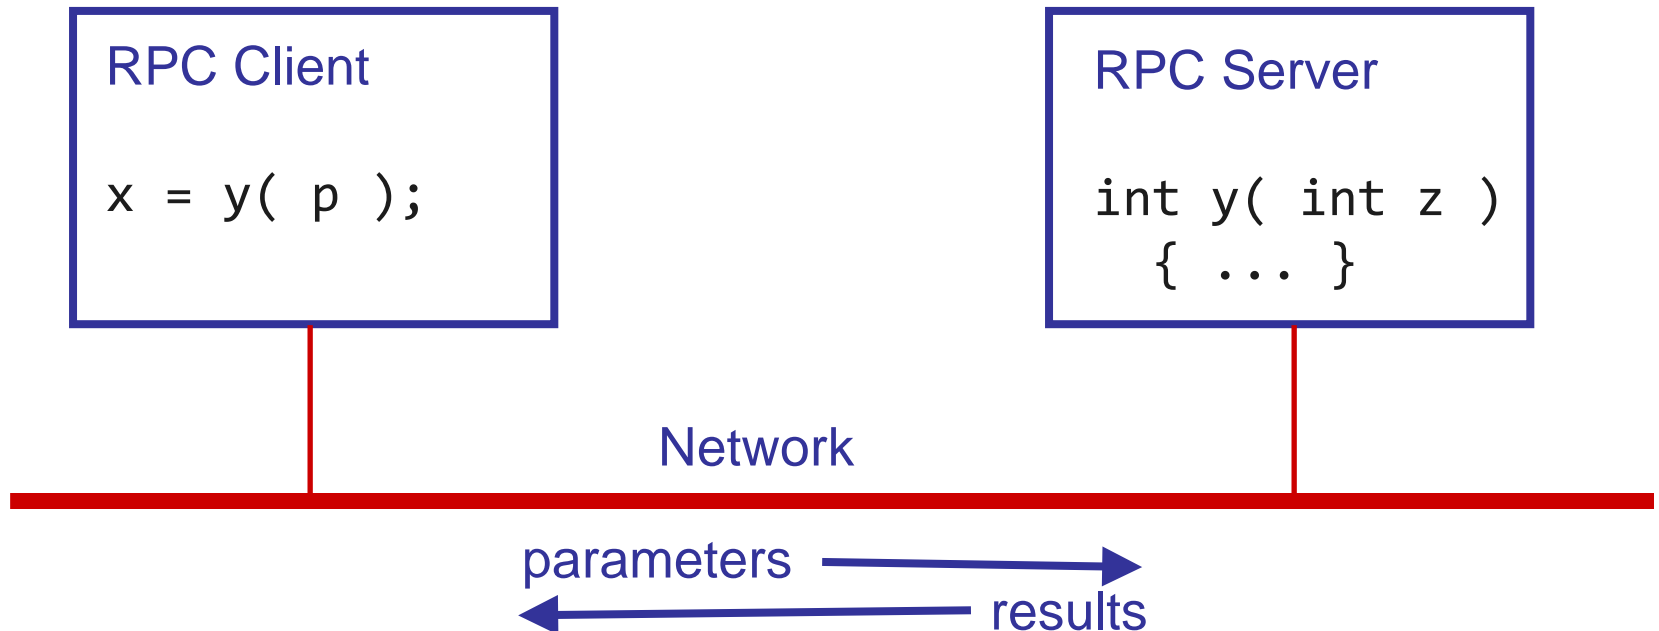 RPC Client
x = y( p );
RPC Server
int y( int z )
{ ... }
Network
parameters
results